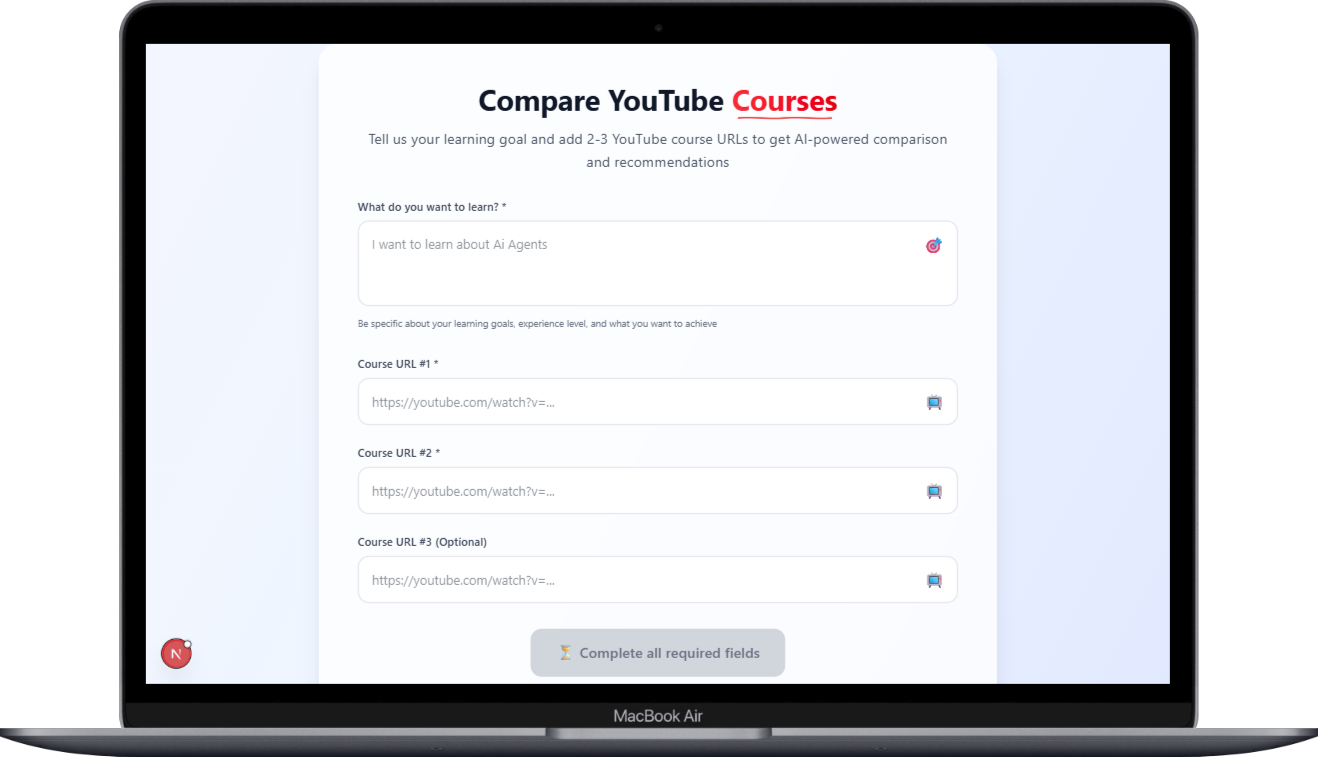 Compare YouTube Courses
Tell us your learning goal and add 2-3 YouTube course URLs to get AI-powered comparison
and recommendations
What do you want to learn? *
I want to learn about Ai Agents
Be specific about your learning goals, experience level, and what you want to achieve
Course URL #1 *
https://youtube.com/watch?v=...
Course URL #2 *
https://youtube.com/watch?v=...
Course URL #3 (Optional)
https://youtube.com/watch?v=...
N
Complete all required fields
MacBook Air